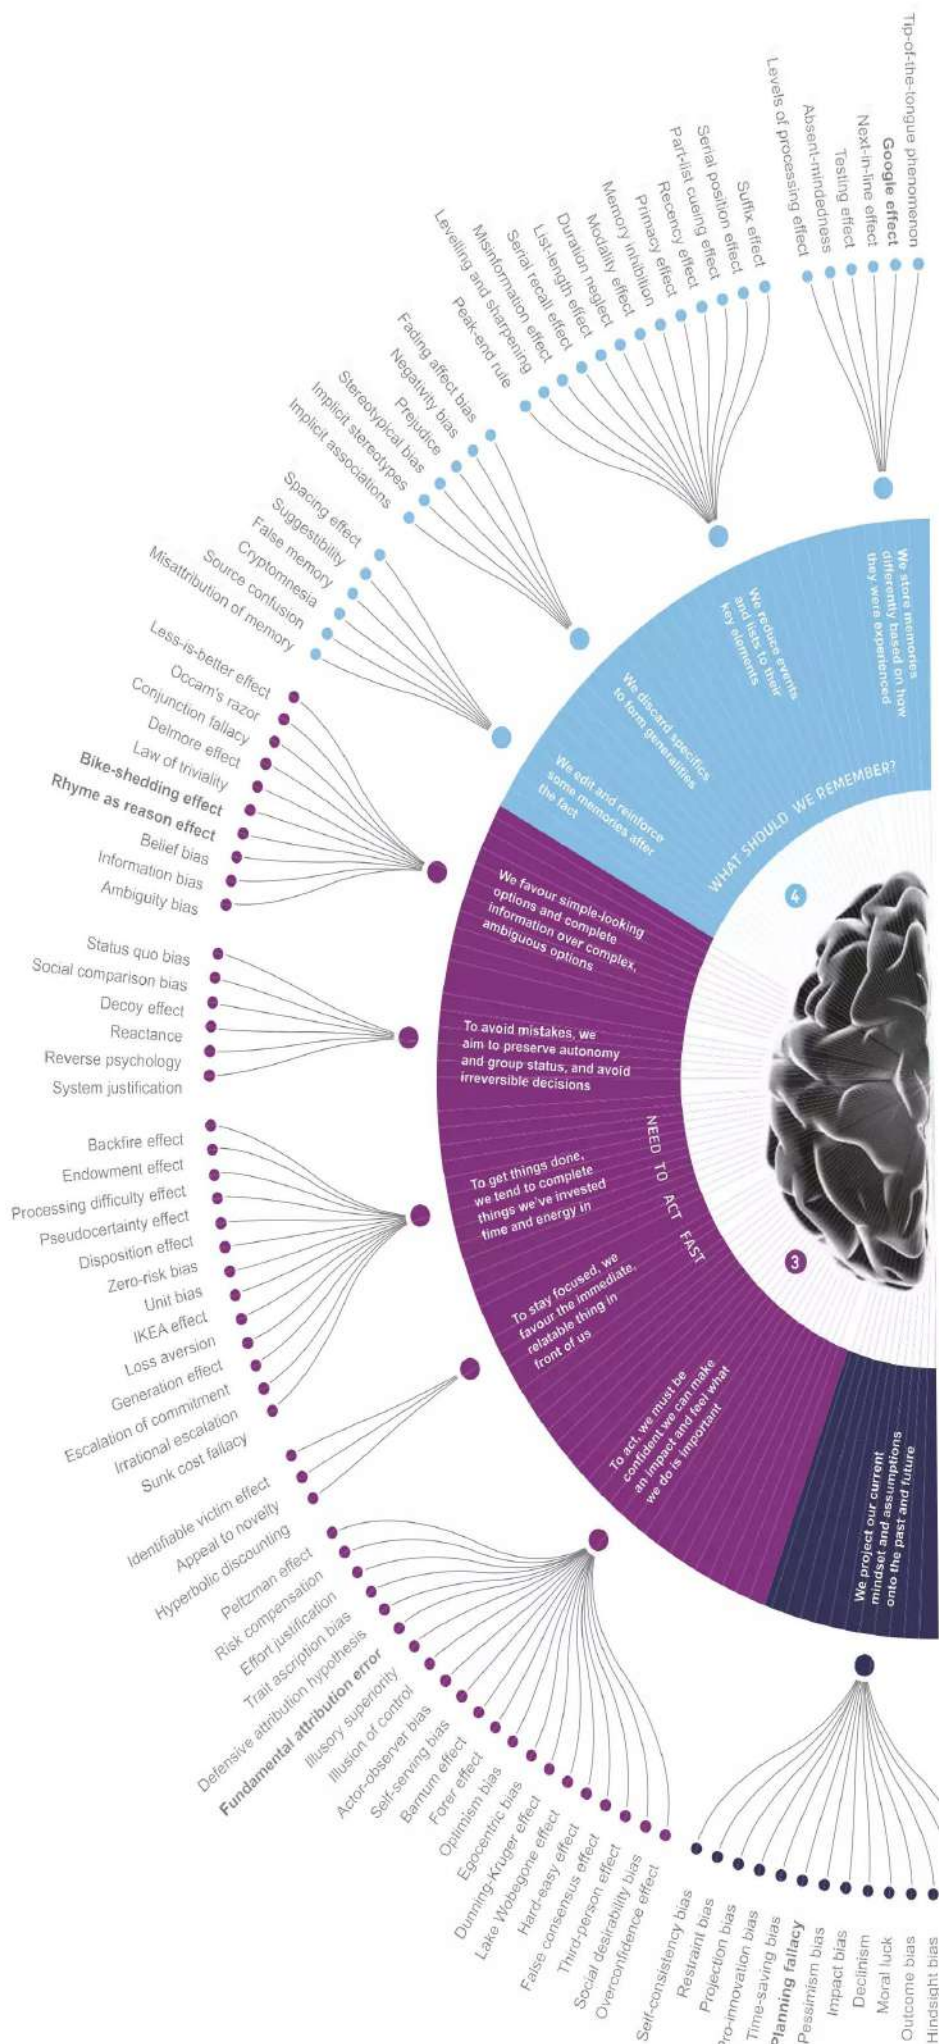 Tip-of-the-tongue phenomenon
Google effect
Next-in-line effect
Testing effect
Absent-mindedness
Levels of processing effect
Suffix effect
Serial position effect
Part-list cueing effect
Recency effect
Primacy effect
Memory inhibition
Modality effect
Duration neglect
List-length effect
Serial recall effect
Misinformation effect
Levelling and sharpening
Peak-end rule
Fading affect bias
Negativity bias
Prejudice
Stereotypical bias
Implicit stereotypes
Implicit associations
Spacing effect
Suggestibility
False memory
Cryptomnesia
Source confusion
Misattribution of memory
Less-is-better effect
Occam's razor
Conjunction fallacy
Delmore effect
Law of triviality
Bike-shedding effect
Rhyme as reason effect
Belief bias
Information bias
Ambiguity bias
Status quo bias
Social comparison bias
Decoy effect
Reactance
Reverse psychology
System justification
Backfire effect
Endowment effect
Processing difficulty effect
Pseudocertainty effect
Disposition effect
Zero-risk bias
Unit bias
IKEA effect
Loss aversion
Generation effect
Escalation of commitment
Irrational escalation
Sunk cost fallacy
Identifiable victim effect
Appeal to novelty
Hyperbolic discounting
Peltzman effect
Risk compensation
Effort justification
Trait ascription bias
Defensive attribution hypothesis
Fundamental attribution error
Illusory superiority
Illusion of control
Actor-observer bias
Self-serving bias
Barnum effect
Forer effect
Optimism bias
Egocentric bias
Dunning-Kruger effect
Lake Wobegone effect
Hard-easy effect
False consensus effect
Third-person effect
Social desirability bias
Overconfidence effect
Self-consistency bias
Restraint bias
Projection bias
Pro-innovation bias
Time-saving bias
Planning fallacy
Pessimism bias
Impact bias
Declinism
Moral luck
Outcome bias
Hindsight bias
We store memories
differently based on how
they were experienced
We reduce events
and lists to their
key elements
We discard specifics
to form generalities
We edit and reinforce
some memories after
the fact
WHAT SHOULD WE REMEMBER?
4
We favour simple-looking
options and complete
information over complex,
ambiguous options
To avoid mistakes, we
aim to preserve autonomy
and group status, and avoid
irreversible decisions
NEED TO ACT FAST
To get things done,
we tend to complete
things we've invested
time and energy in
3
To stay focused, we
favour the immediate,
relatable thing in
front of us
To act, we must be
confident we can make
an impact and feel what
we do is important
We project our current
mindset and assumptions
onto the past and future